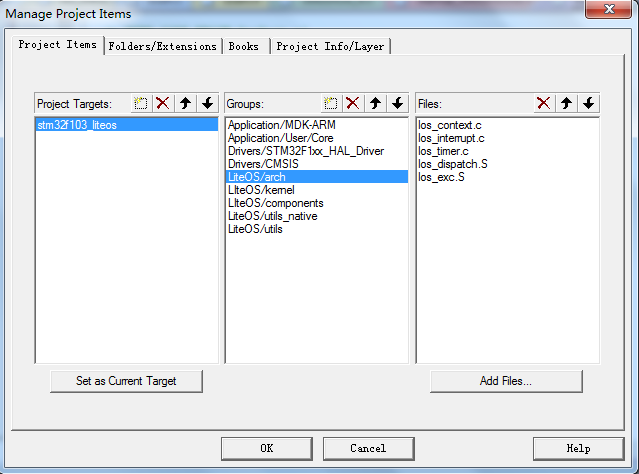 Manage Project Items
Project Items
Folders/Extensions
Books
Project Info/Layer
Project Targets:
stm32f103_liteos
Set as Current Target
Groups:
Application/MDK-ARM
Application/User/Core
Drivers/STM32F1xx_HAL_Driver
Drivers/CMSIS
LiteOS/arch
LIteOS/kernel
LIteOS/components
LiteOS/utils_native
LiteOS/utils
Files:
los_context.c
los_interrupt.c
los_timer.c
los_dispatch.S
los_exc.S
Add Files...
OK
Cancel
Help